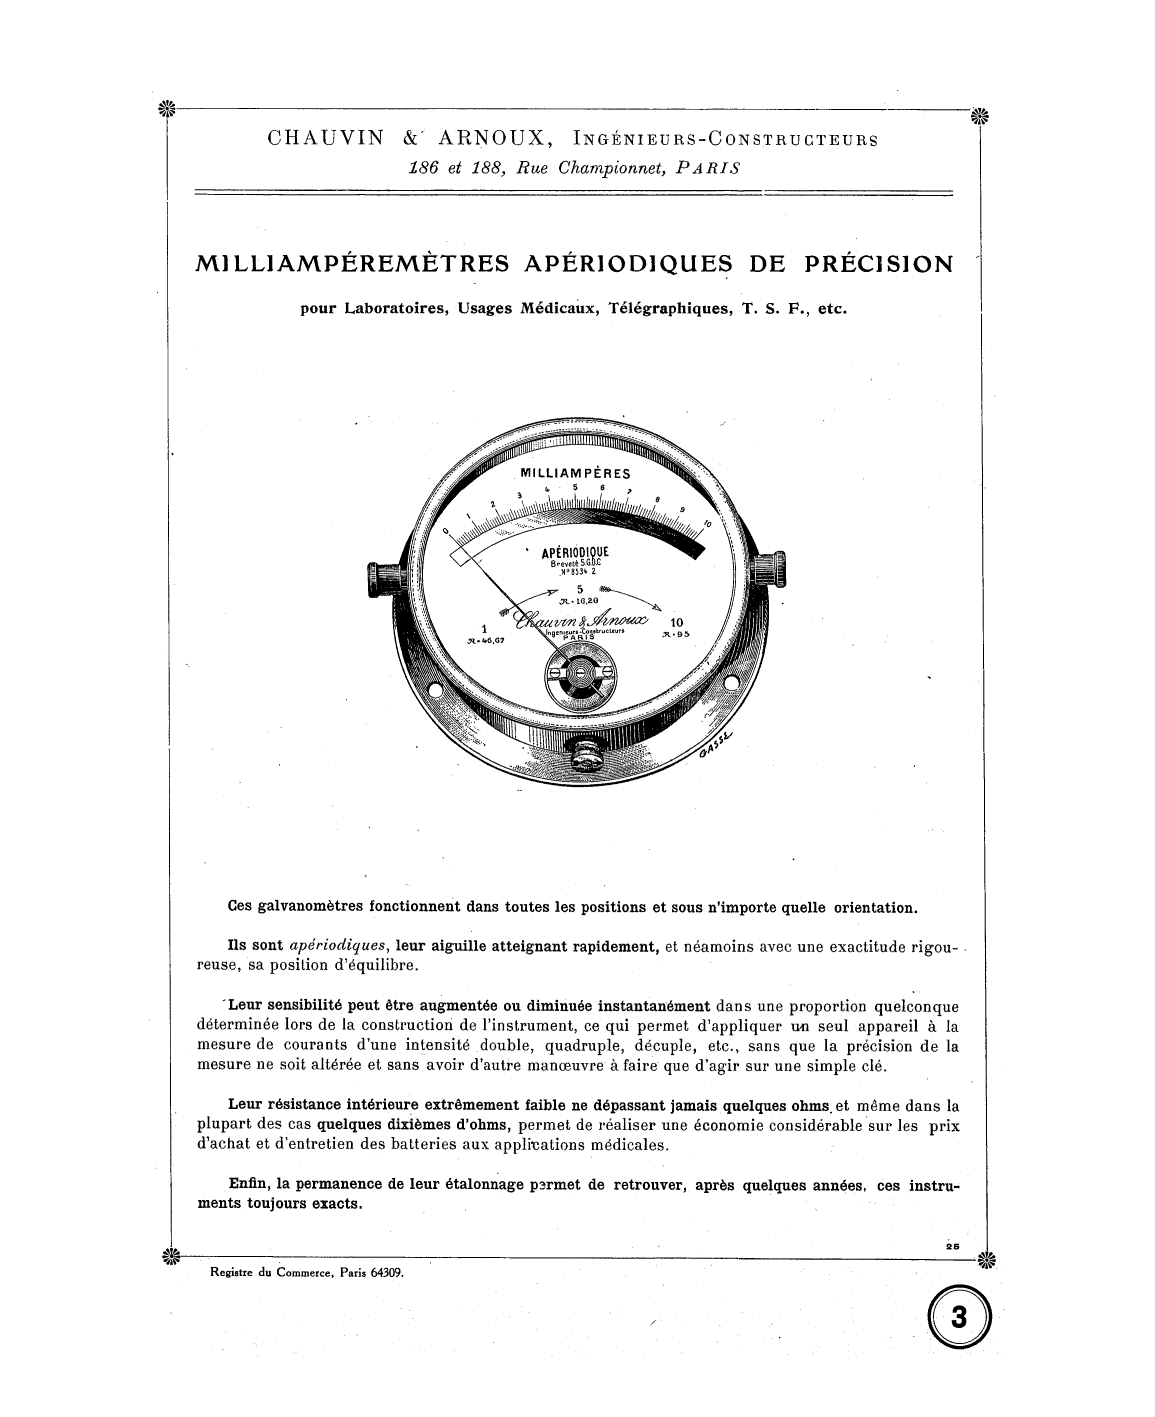 CHAUVIN & ARNOUX, INGÉNIEURS-CONSTRUCTEURS
186 et 188, Rue Championnet, PARIS
MILLIAMPÉREMÈTRES APÉRIODIQUES DE PRÉCISION
pour Laboratoires, Usages Médicaux, Télégraphiques, T. S. F., etc.
MILLIAMPÈRES
0 1 2 3 4 5 6 7 8 9 10
APÉRIODIQUE
Breveté S.G.D.G
N° 8534 2
5
R = 10,20
Chauvin & Arnoux
Ingénieurs-Constructeurs
PARIS
1
R = 46,67
10
R = 95
GASSE
Ces galvanomètres fonctionnent dans toutes les positions et sous n'importe quelle orientation.
Ils sont apériodiques, leur aiguille atteignant rapidement, et néamoins avec une exactitude rigou-
reuse, sa position d'équilibre.
Leur sensibilité peut être augmentée ou diminuée instantanément dans une proportion quelconque
déterminée lors de la construction de l'instrument, ce qui permet d'appliquer un seul appareil à la
mesure de courants d'une intensité double, quadruple, décuple, etc., sans que la précision de la
mesure ne soit altérée et sans avoir d'autre manœuvre à faire que d'agir sur une simple clé.
Leur résistance intérieure extrêmement faible ne dépassant jamais quelques ohms et même dans la
plupart des cas quelques dixièmes d'ohms, permet de réaliser une économie considérable sur les prix
d'achat et d'entretien des batteries aux applications médicales.
Enfin, la permanence de leur étalonnage permet de retrouver, après quelques années, ces instru-
ments toujours exacts.
25
Registre du Commerce, Paris 64309.
3